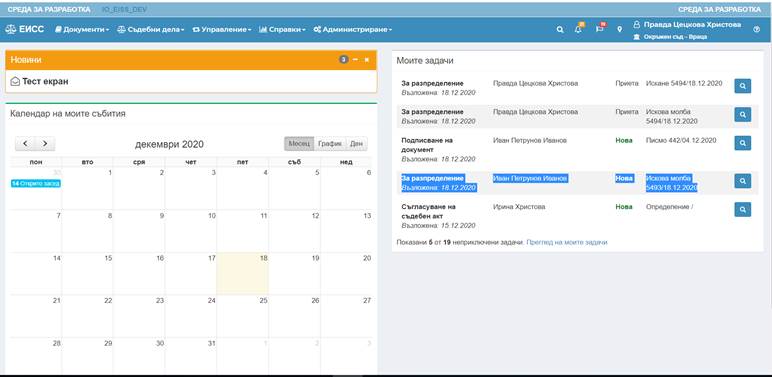 СРЕДА ЗА РАЗРАБОТКА IO_EISS_DEV СРЕДА ЗА РАЗРАБОТКА
ЕИСС Документи Съдебни дела Управление Справки Администриране
Правда Цецкова Христова
Окръжен съд - Враца
Новини 3
Тест екран
Календар на моите събития
декември 2020
Месец График Ден
пон вто сря чет пет съб нед
30 1 2 3 4 5 6
14 Открито засед
7 8 9 10 11 12 13
14 15 16 17 18 19 20
21 22 23 24 25 26 27
28 29 30 31 1 2 3
Моите задачи
За разпределение Правда Цецкова Христова Приета Искане 5494/18.12.2020
Възложена: 18.12.2020
За разпределение Правда Цецкова Христова Приета Искова молба
Възложена: 18.12.2020 5494/18.12.2020
Подписване на Иван Петрунов Иванов Нова Писмо 442/04.12.2020
документ
Възложена: 18.12.2020
За разпределение Иван Петрунов Иванов Нова Искова молба
Възложена: 18.12.2020 5493/18.12.2020
Съгласуване на Ирина Христова Нова Определение /
съдебен акт
Възложена: 15.12.2020
Показани 5 от 19 неприключени задачи. Преглед на моите задачи